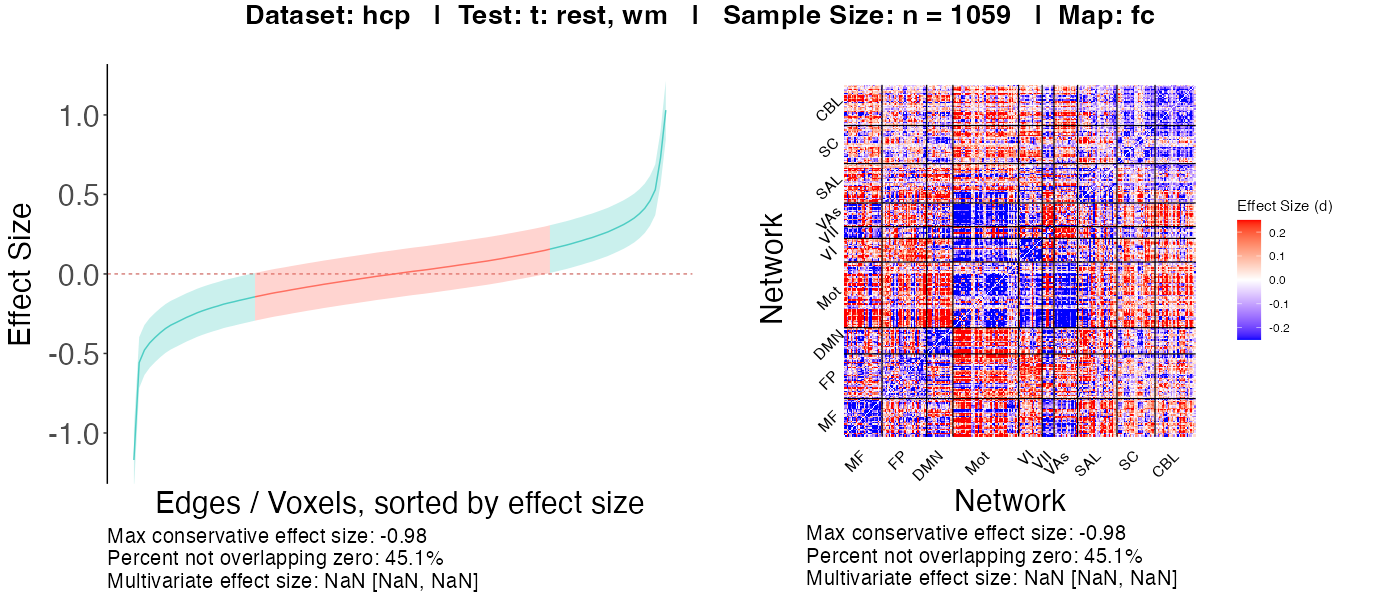 Dataset: hcp | Test: t: rest, wm | Sample Size: n = 1059 | Map: fc
Effect Size
1.0
0.5
0.0
-0.5
-1.0
Edges / Voxels, sorted by effect size
Max conservative effect size: -0.98
Percent not overlapping zero: 45.1%
Multivariate effect size: NaN [NaN, NaN]
Network
CBL
SC
SAL
VAs
VII
VI
Mot
DMN
FP
MF
MF
FP
DMN
Mot
VI
VII
VAs
SAL
SC
CBL
Network
Max conservative effect size: -0.98
Percent not overlapping zero: 45.1%
Multivariate effect size: NaN [NaN, NaN]
Effect Size (d)
0.2
0.1
0.0
-0.1
-0.2